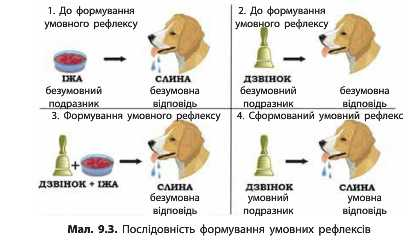 1. До формування
умовного рефлексу
ЇЖА
безумовний
подразник
СЛИНА
безумовна
відповідь
2. До формування
умовного рефлексу
ДЗВІНОК
безумовний
подразник
безумовна
відповідь
3. Формування умовного рефлексу
ДЗВІНОК + ЇЖА
СЛИНА
безумовна
відповідь
4. Сформований умовний рефлекс
ДЗВІНОК
умовний
подразник
СЛИНА
умовна
відповідь
Мал. 9.3. Послідовність формування умовних рефлексів